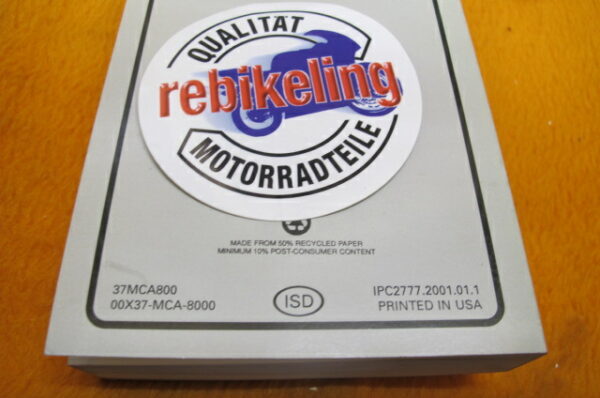 QUALITÄT
rebikeling
MOTORRADTEILE
MADE FROM 50% RECYCLED PAPER
MINIMUM 10% POST-CONSUMER CONTENT
37MCA800
00X37-MCA-8000
ISD
IPC2777.2001.01.1
PRINTED IN USA